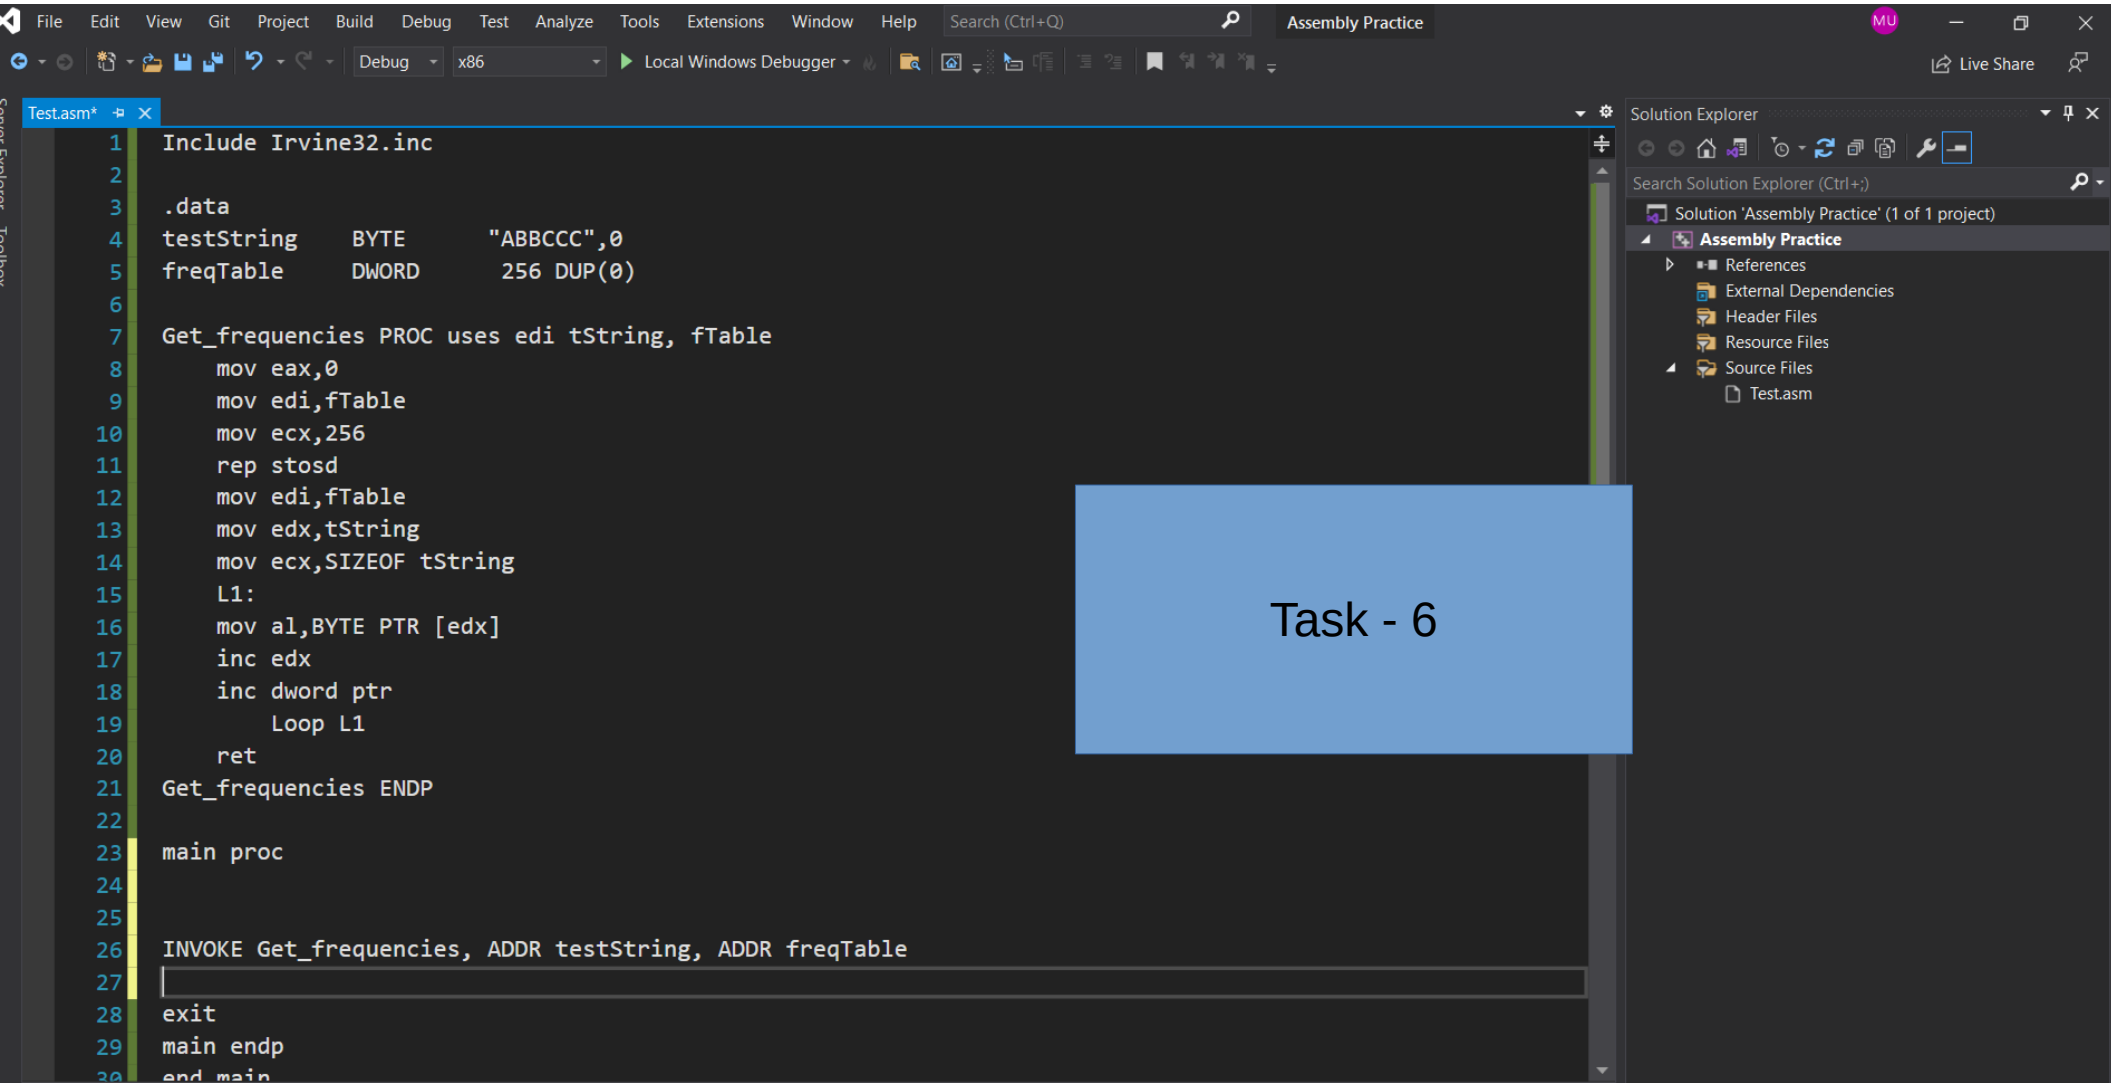 File Edit View Git Project Build Debug Test Analyze Tools Extensions Window Help Search (Ctrl+Q) Assembly Practice MU
Debug x86 Local Windows Debugger Live Share
Server Explorer Toolbox
Test.asm*
1 Include Irvine32.inc
2
3 .data
4 testString BYTE "ABBCCC",0
5 freqTable DWORD 256 DUP(0)
6
7 Get_frequencies PROC uses edi tString, fTable
8 mov eax,0
9 mov edi,fTable
10 mov ecx,256
11 rep stosd
12 mov edi,fTable
13 mov edx,tString
14 mov ecx,SIZEOF tString
15 L1:
16 mov al,BYTE PTR [edx]
17 inc edx
18 inc dword ptr
19 Loop L1
20 ret
21 Get_frequencies ENDP
22
23 main proc
24
25
26 INVOKE Get_frequencies, ADDR testString, ADDR freqTable
27
28 exit
29 main endp
30 end main
Task - 6
Solution Explorer
Search Solution Explorer (Ctrl+;)
Solution 'Assembly Practice' (1 of 1 project)
Assembly Practice
References
External Dependencies
Header Files
Resource Files
Source Files
Test.asm